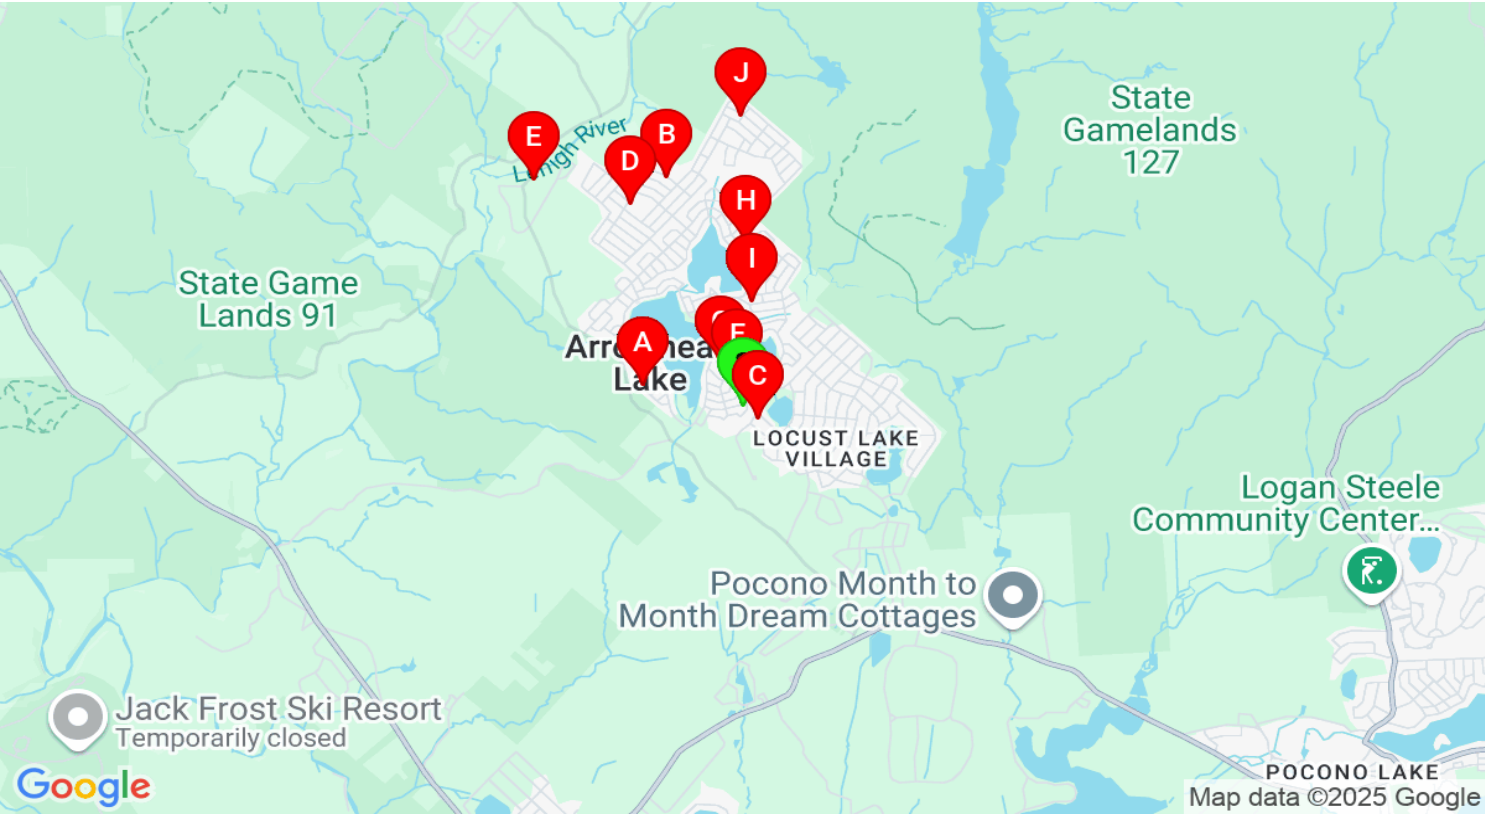 J
State
Gamelands
127
E
Lehigh River
B
D
H
I
State Game
Lands 91
F
A
Lake
C
LOCUST LAKE
VILLAGE
Logan Steele
Community Center...
Pocono Month to
Month Dream Cottages
Jack Frost Ski Resort
Temporarily closed
Google
POCONO LAKE
Map data ©2025 Google